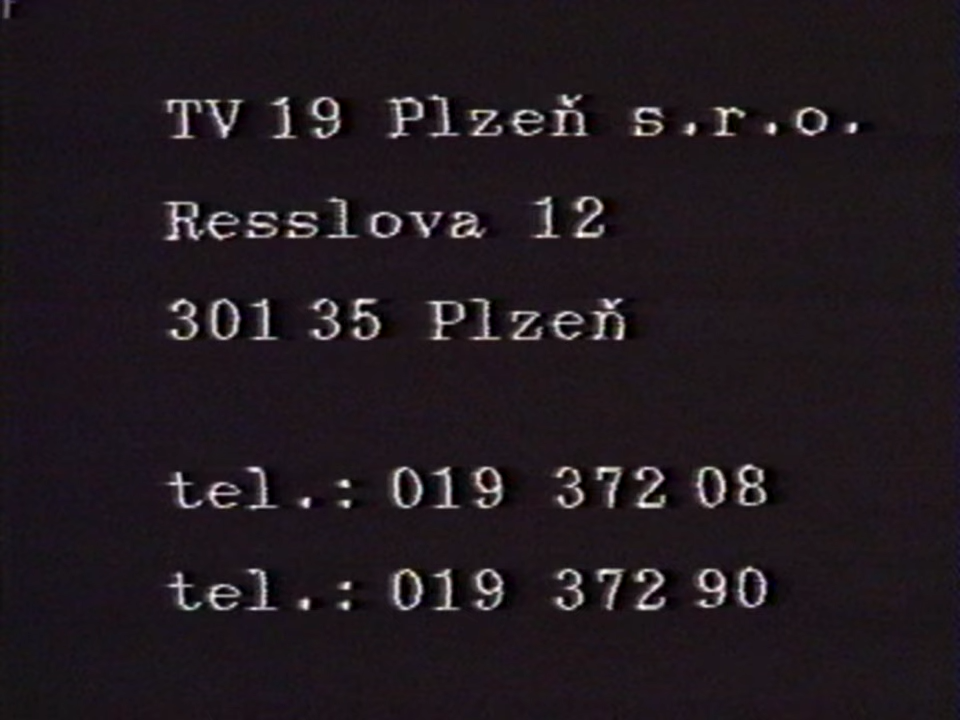 TV 19 Plzeň s.r.o.
Resslova 12
301 35 Plzeň
tel.: 019 372 08
tel.: 019 372 90